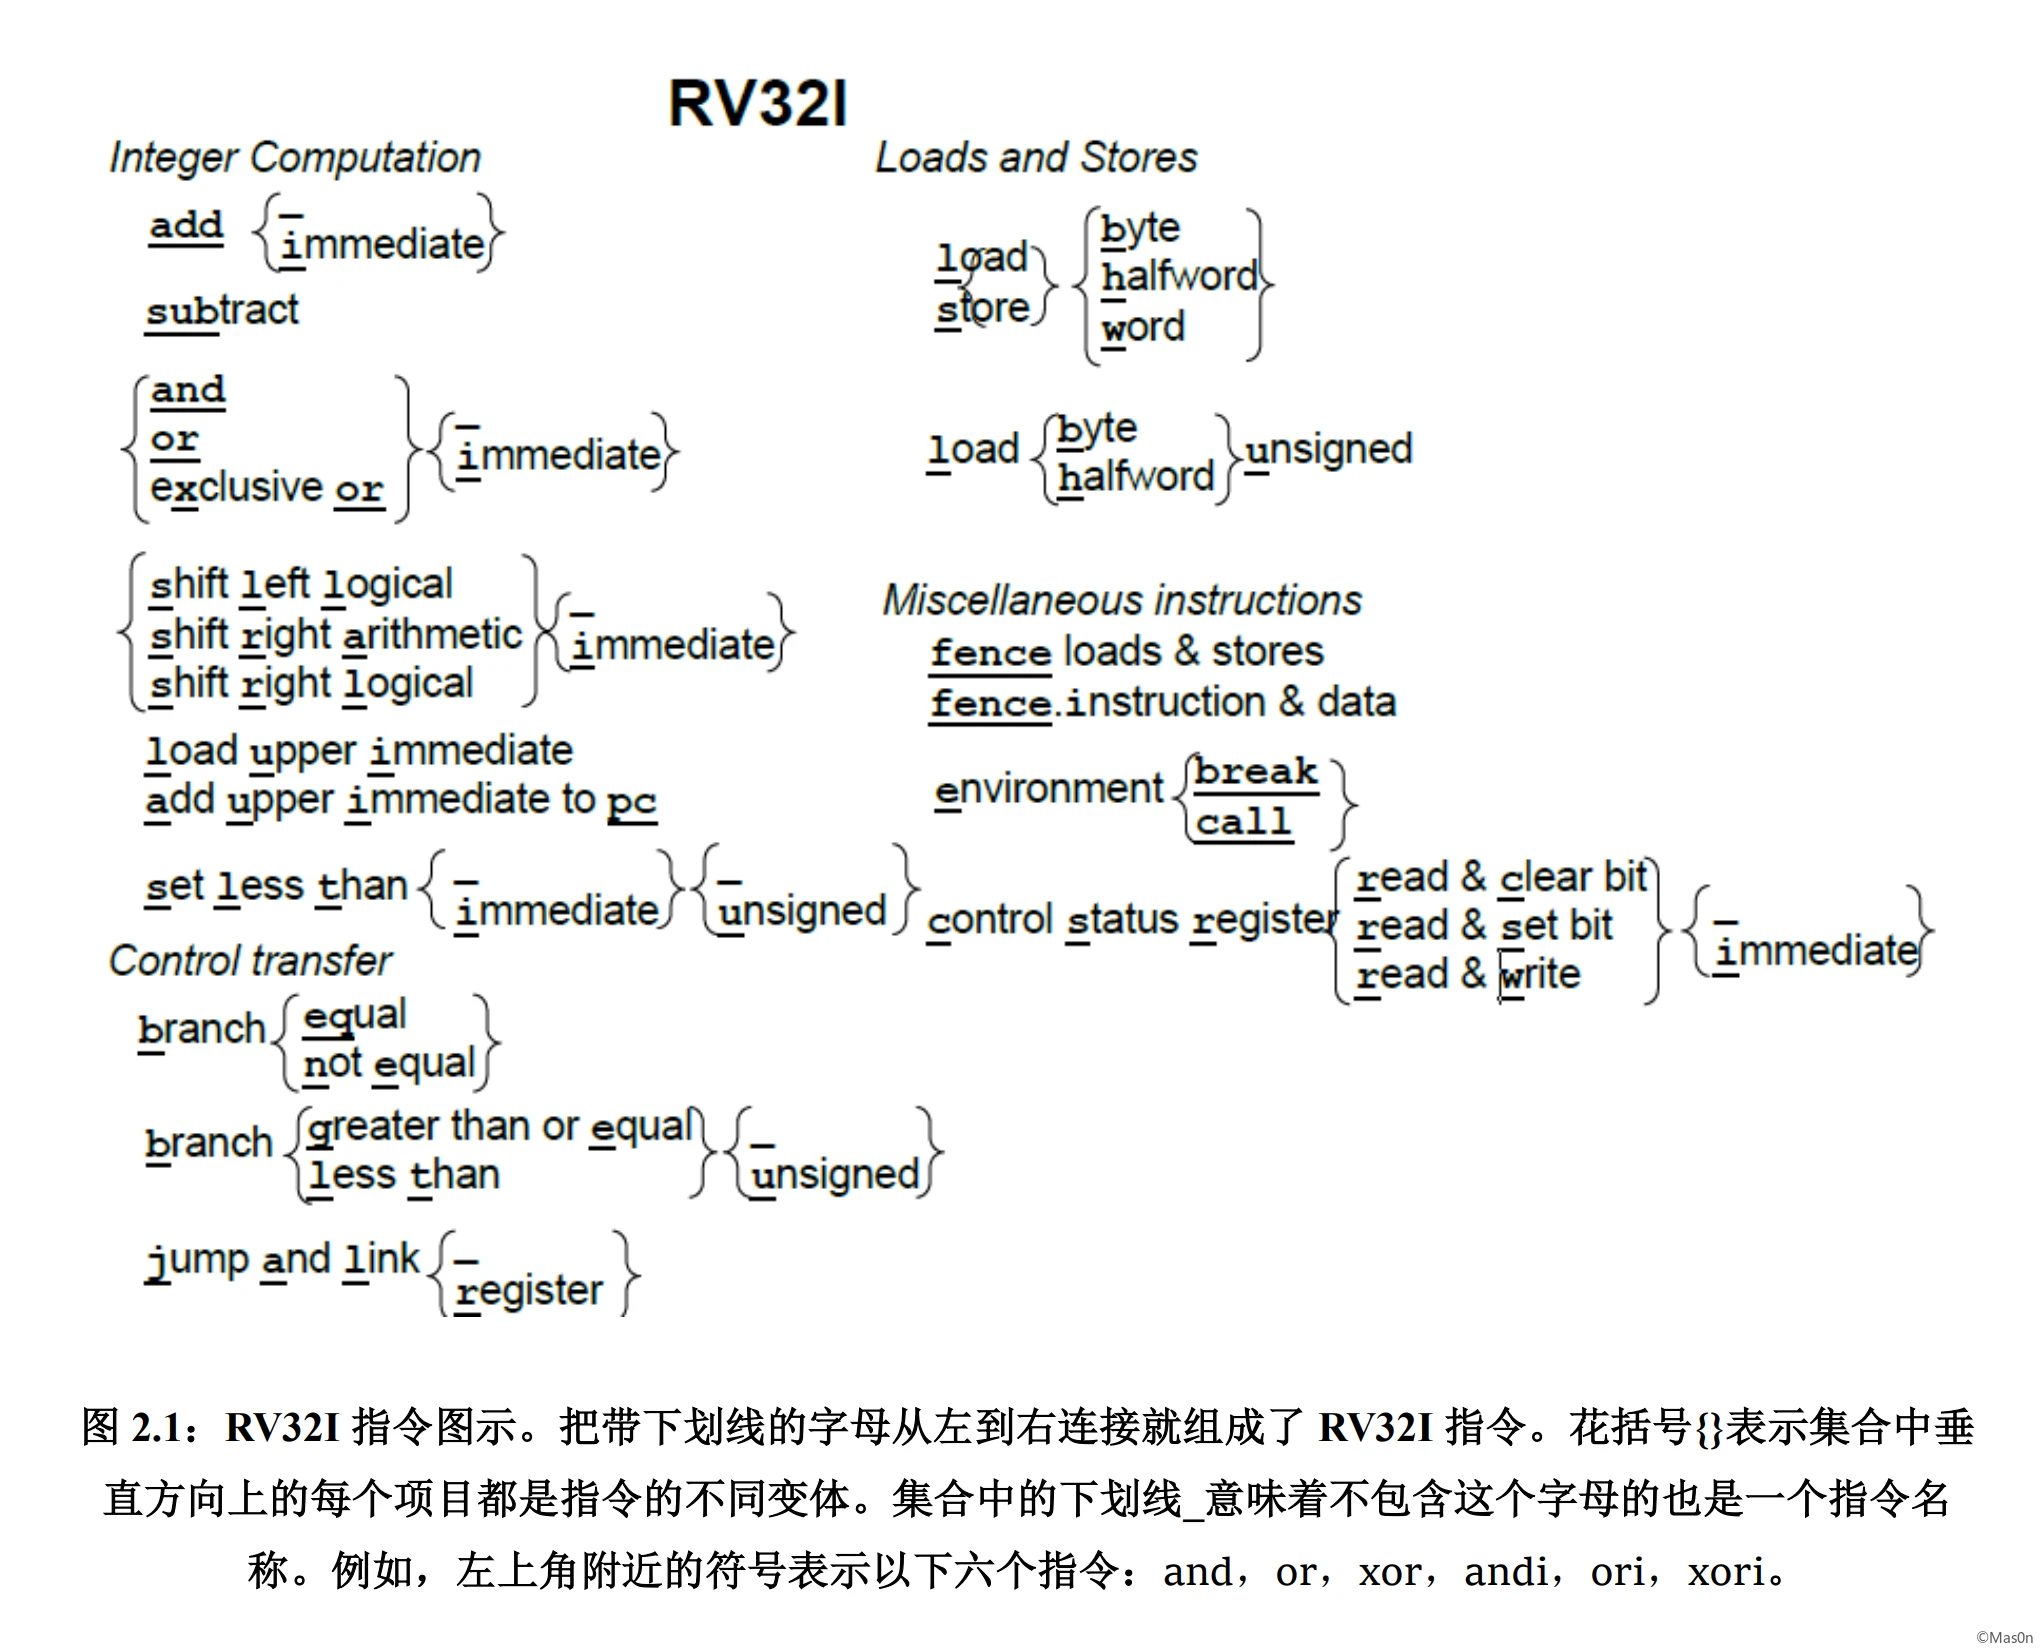 RV32I
Integer Computation
add { _
immediate }
subtract
and
or
exclusive or
_
immediate
shift left logical
shift right arithmetic
shift right logical
_
immediate
load upper immediate
add upper immediate to pc
set less than
_
immediate
_
unsigned
Control transfer
branch
equal
not equal
branch
greater than or equal
less than
_
unsigned
jump and link
_
register
Loads and Stores
load
store
byte
halfword
word
load
byte
halfword
unsigned
Miscellaneous instructions
fence loads & stores
fence.instruction & data
environment
break
call
control status register
read & clear bit
read & set bit
read & write
_
immediate
图 2.1：RV32I 指令图示。把带下划线的字母从左到右连接就组成了 RV32I 指令。花括号{}表示集合中垂
直方向上的每个项目都是指令的不同变体。集合中的下划线_意味着不包含这个字母的也是一个指令名
称。例如，左上角附近的符号表示以下六个指令：and，or，xor，andi，ori，xori。
©Mas0n